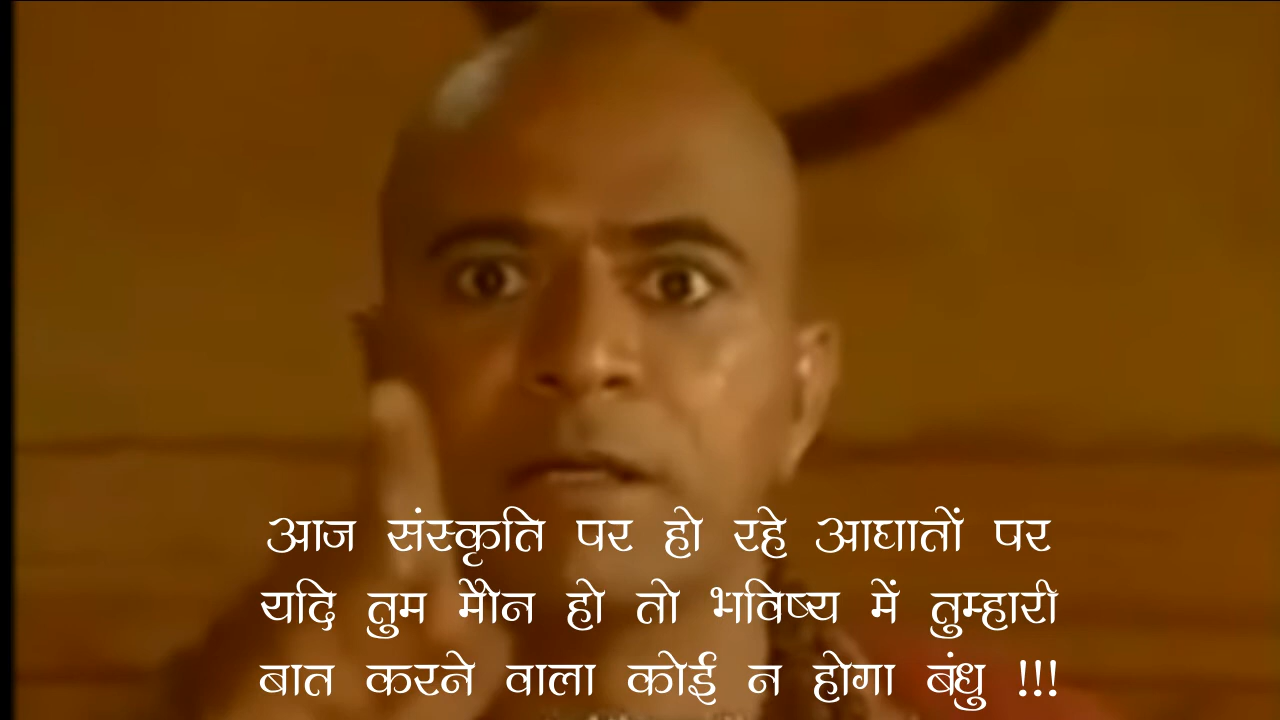 आज संस्कृति पर हो रहे आघातों पर
यदि तुम मौन हो तो भविष्य में तुम्हारी
बात करने वाला कोई न होगा बंधु !!!